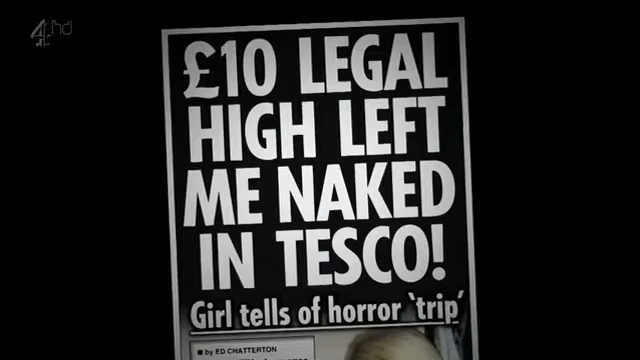 4hd
£10 LEGAL
HIGH LEFT
ME NAKED
IN TESCO!
Girl tells of horror 'trip'
■ by ED CHATTERTON